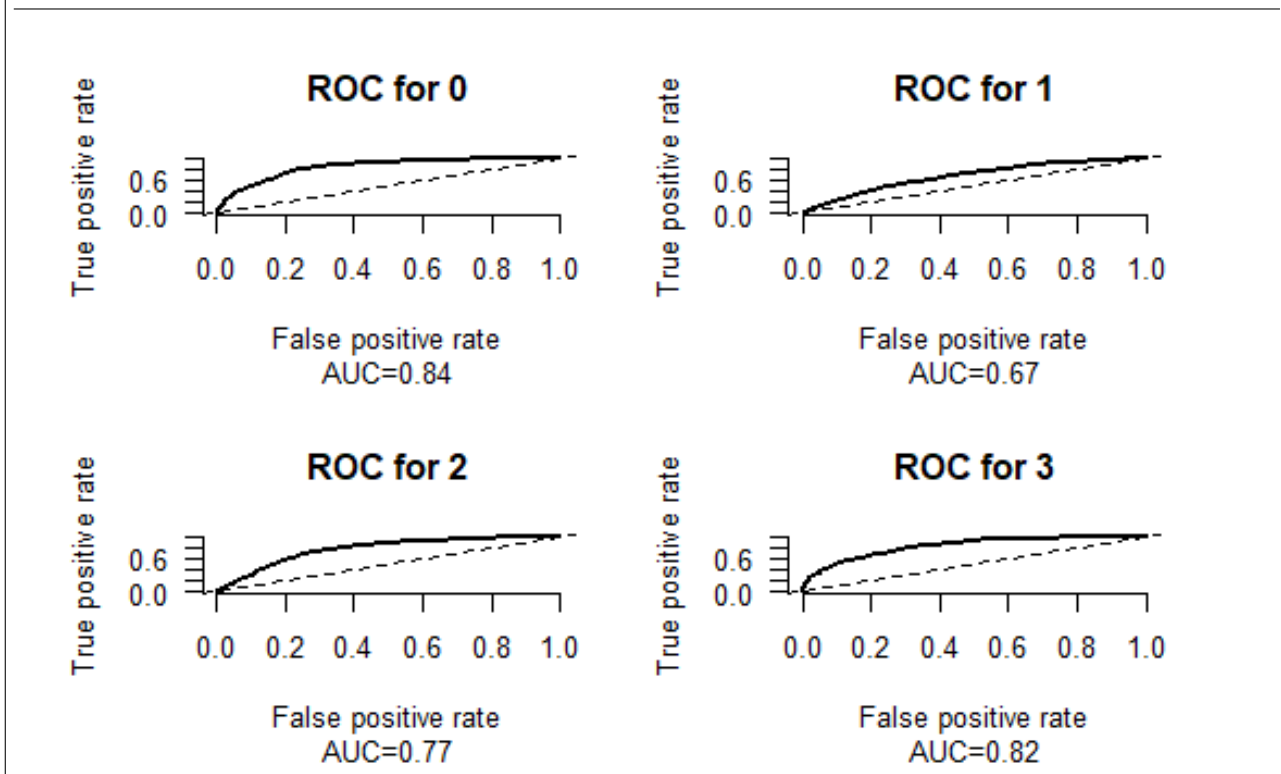 ROC for 0
True positive rate
0.6
0.0
0.0 0.2 0.4 0.6 0.8 1.0
False positive rate
AUC=0.84
ROC for 1
True positive rate
0.6
0.0
0.0 0.2 0.4 0.6 0.8 1.0
False positive rate
AUC=0.67
ROC for 2
True positive rate
0.6
0.0
0.0 0.2 0.4 0.6 0.8 1.0
False positive rate
AUC=0.77
ROC for 3
True positive rate
0.6
0.0
0.0 0.2 0.4 0.6 0.8 1.0
False positive rate
AUC=0.82